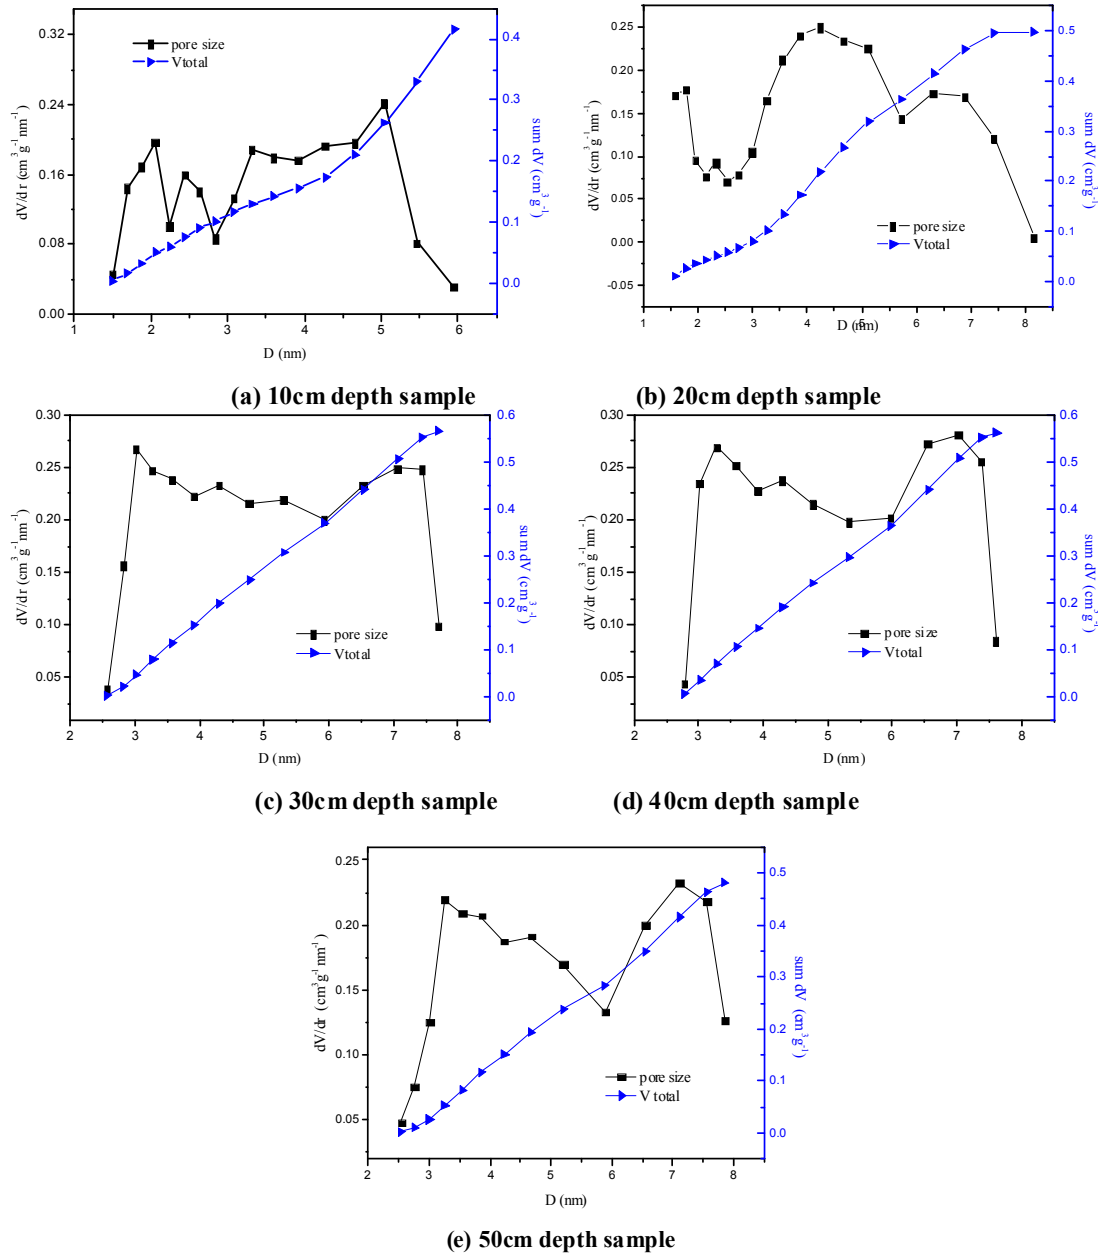 0.32
0.24
0.16
0.08
0.00
dV/dr (cm³ g⁻¹ nm⁻¹)
pore size
Vtotal
0.4
0.3
0.2
0.1
0.0
sum dV (cm³g⁻¹)
1 2 3 4 5 6
D (nm)
(a) 10cm depth sample
0.25
0.20
0.15
0.10
0.05
0.00
-0.05
dV/dr (cm³ g⁻¹ nm⁻¹)
pore size
Vtotal
0.5
0.4
0.3
0.2
0.1
0.0
sum dV (cm³g⁻¹)
1 2 3 4 5 6 7 8
D (nm)
(b) 20cm depth sample
0.30
0.25
0.20
0.15
0.10
0.05
dV/dr (cm³ g⁻¹ nm⁻¹)
pore size
Vtotal
0.6
0.5
0.4
0.3
0.2
0.1
0.0
sum dV (cm³g⁻¹)
2 3 4 5 6 7 8
D (nm)
(c) 30cm depth sample
0.30
0.25
0.20
0.15
0.10
0.05
dV/dr (cm³ g⁻¹ nm⁻¹)
pore size
Vtotal
0.6
0.5
0.4
0.3
0.2
0.1
0.0
sum dV (cm³g⁻¹)
2 3 4 5 6 7 8
D (nm)
(d) 40cm depth sample
0.25
0.20
0.15
0.10
0.05
dV/dr (cm³g⁻¹ nm⁻¹)
pore size
V total
0.5
0.4
0.3
0.2
0.1
0.0
sum dV (cm³g⁻¹)
2 3 4 5 6 7 8
D (nm)
(e) 50cm depth sample